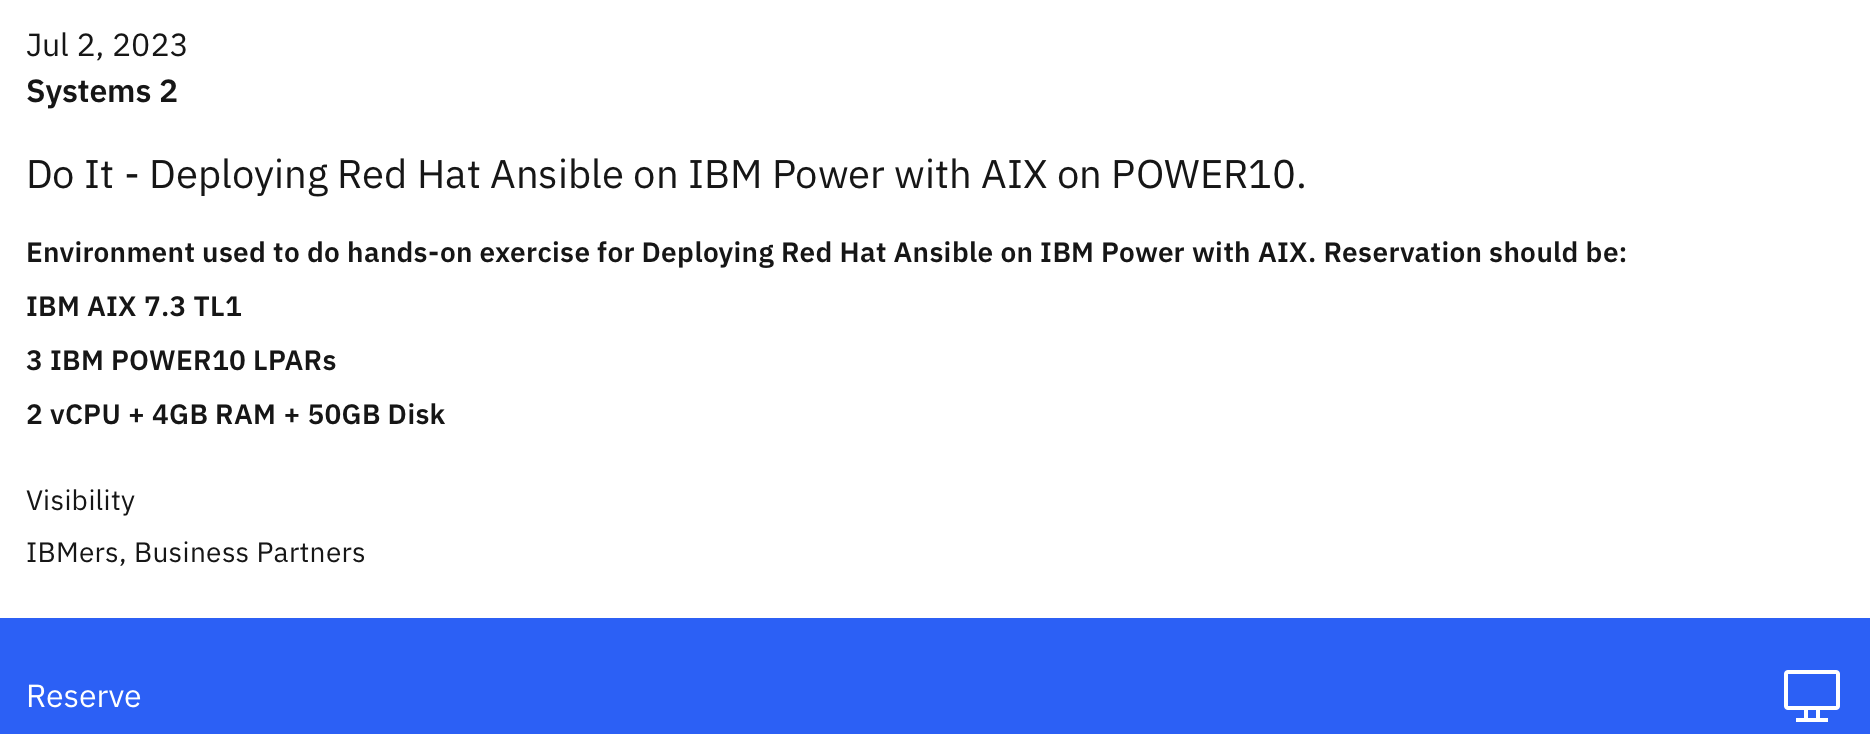 Jul 2, 2023
Systems 2
Do It - Deploying Red Hat Ansible on IBM Power with AIX on POWER10.
Environment used to do hands-on exercise for Deploying Red Hat Ansible on IBM Power with AIX. Reservation should be:
IBM AIX 7.3 TL1
3 IBM POWER10 LPARs
2 vCPU + 4GB RAM + 50GB Disk
Visibility
IBMers, Business Partners
Reserve